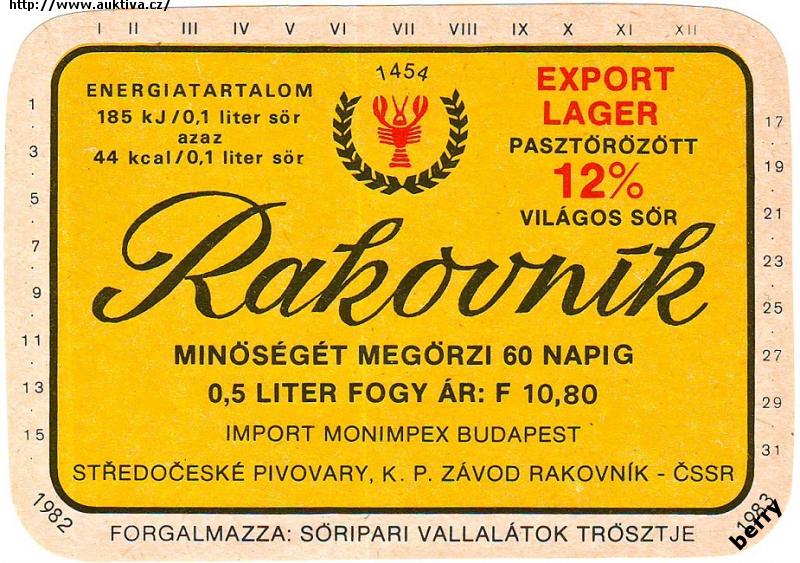 http://www.auktiva.cz/
I II III IV V VI VII VIII IX X XI XII
1454
ENERGIATARTALOM
185 kJ/0,1 liter sör
azaz
44 kcal/0,1 liter sör
EXPORT
LAGER
PASZTÖRÖZÖTT
12%
VILÁGOS SÖR
Rakovník
MINÖSÉGÉT MEGÖRZI 60 NAPIG
0,5 LITER FOGY ÁR: F 10,80
IMPORT MONIMPEX BUDAPEST
STŘEDOČESKÉ PIVOVARY, K. P. ZÁVOD RAKOVNÍK - ČSSR
FORGALMAZZA: SÖRIPARI VALLALÁTOK TRÖSZTJE
1
3
5
7
9
11
13
15
1982
17
19
21
23
25
27
29
31
1983
berry